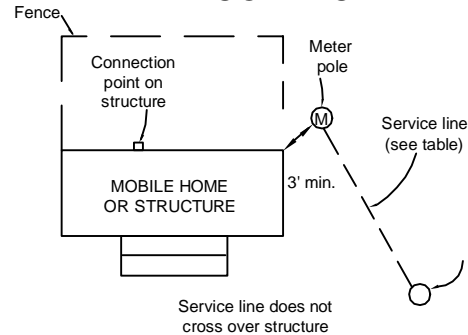 Fence
Meter
pole
Connection
point on
structure
M
Service line
(see table)
3' min.
MOBILE HOME
OR STRUCTURE
Service line does not
cross over structure